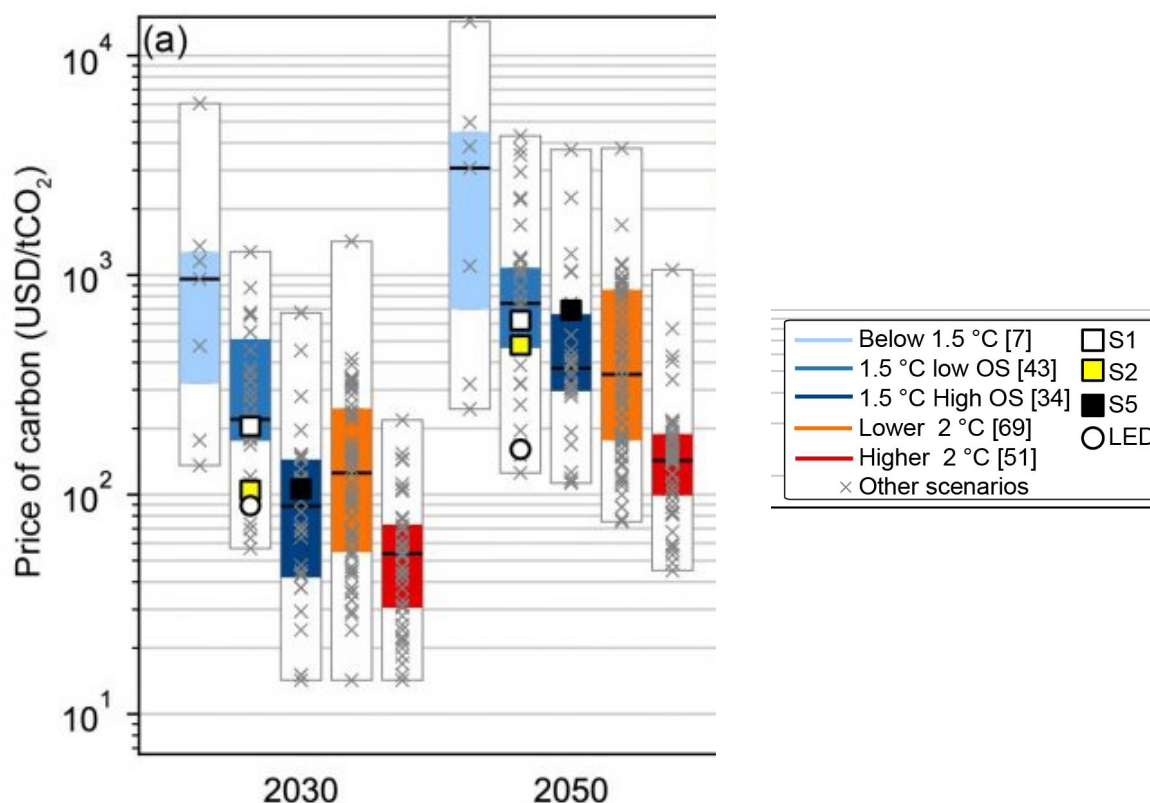 (a)
10⁴
10³
10²
10¹
Price of carbon (USD/tCO₂)
2030
2050
Below 1.5 °C [7]
1.5 °C low OS [43]
1.5 °C High OS [34]
Lower 2 °C [69]
Higher 2 °C [51]
Other scenarios
S1
S2
S5
LED